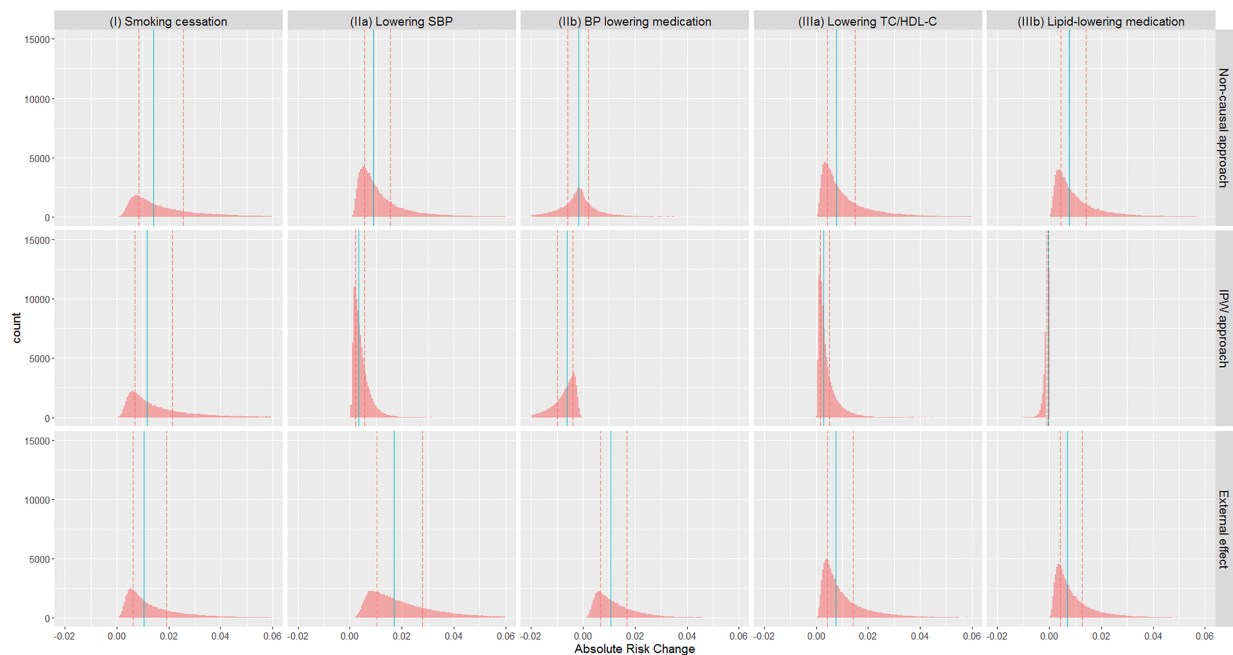 (I) Smoking cessation
(IIa) Lowering SBP
(IIb) BP lowering medication
(IIIa) Lowering TC/HDL-C
(IIIb) Lipid-lowering medication
15000
10000
5000
0
Non-causal approach
15000
10000
5000
0
IPW approach
count
15000
10000
5000
0
External effect
-0.02 0.00 0.02 0.04 0.06
-0.02 0.00 0.02 0.04 0.06
-0.02 0.00 0.02 0.04 0.06
-0.02 0.00 0.02 0.04 0.06
-0.02 0.00 0.02 0.04 0.06
Absolute Risk Change